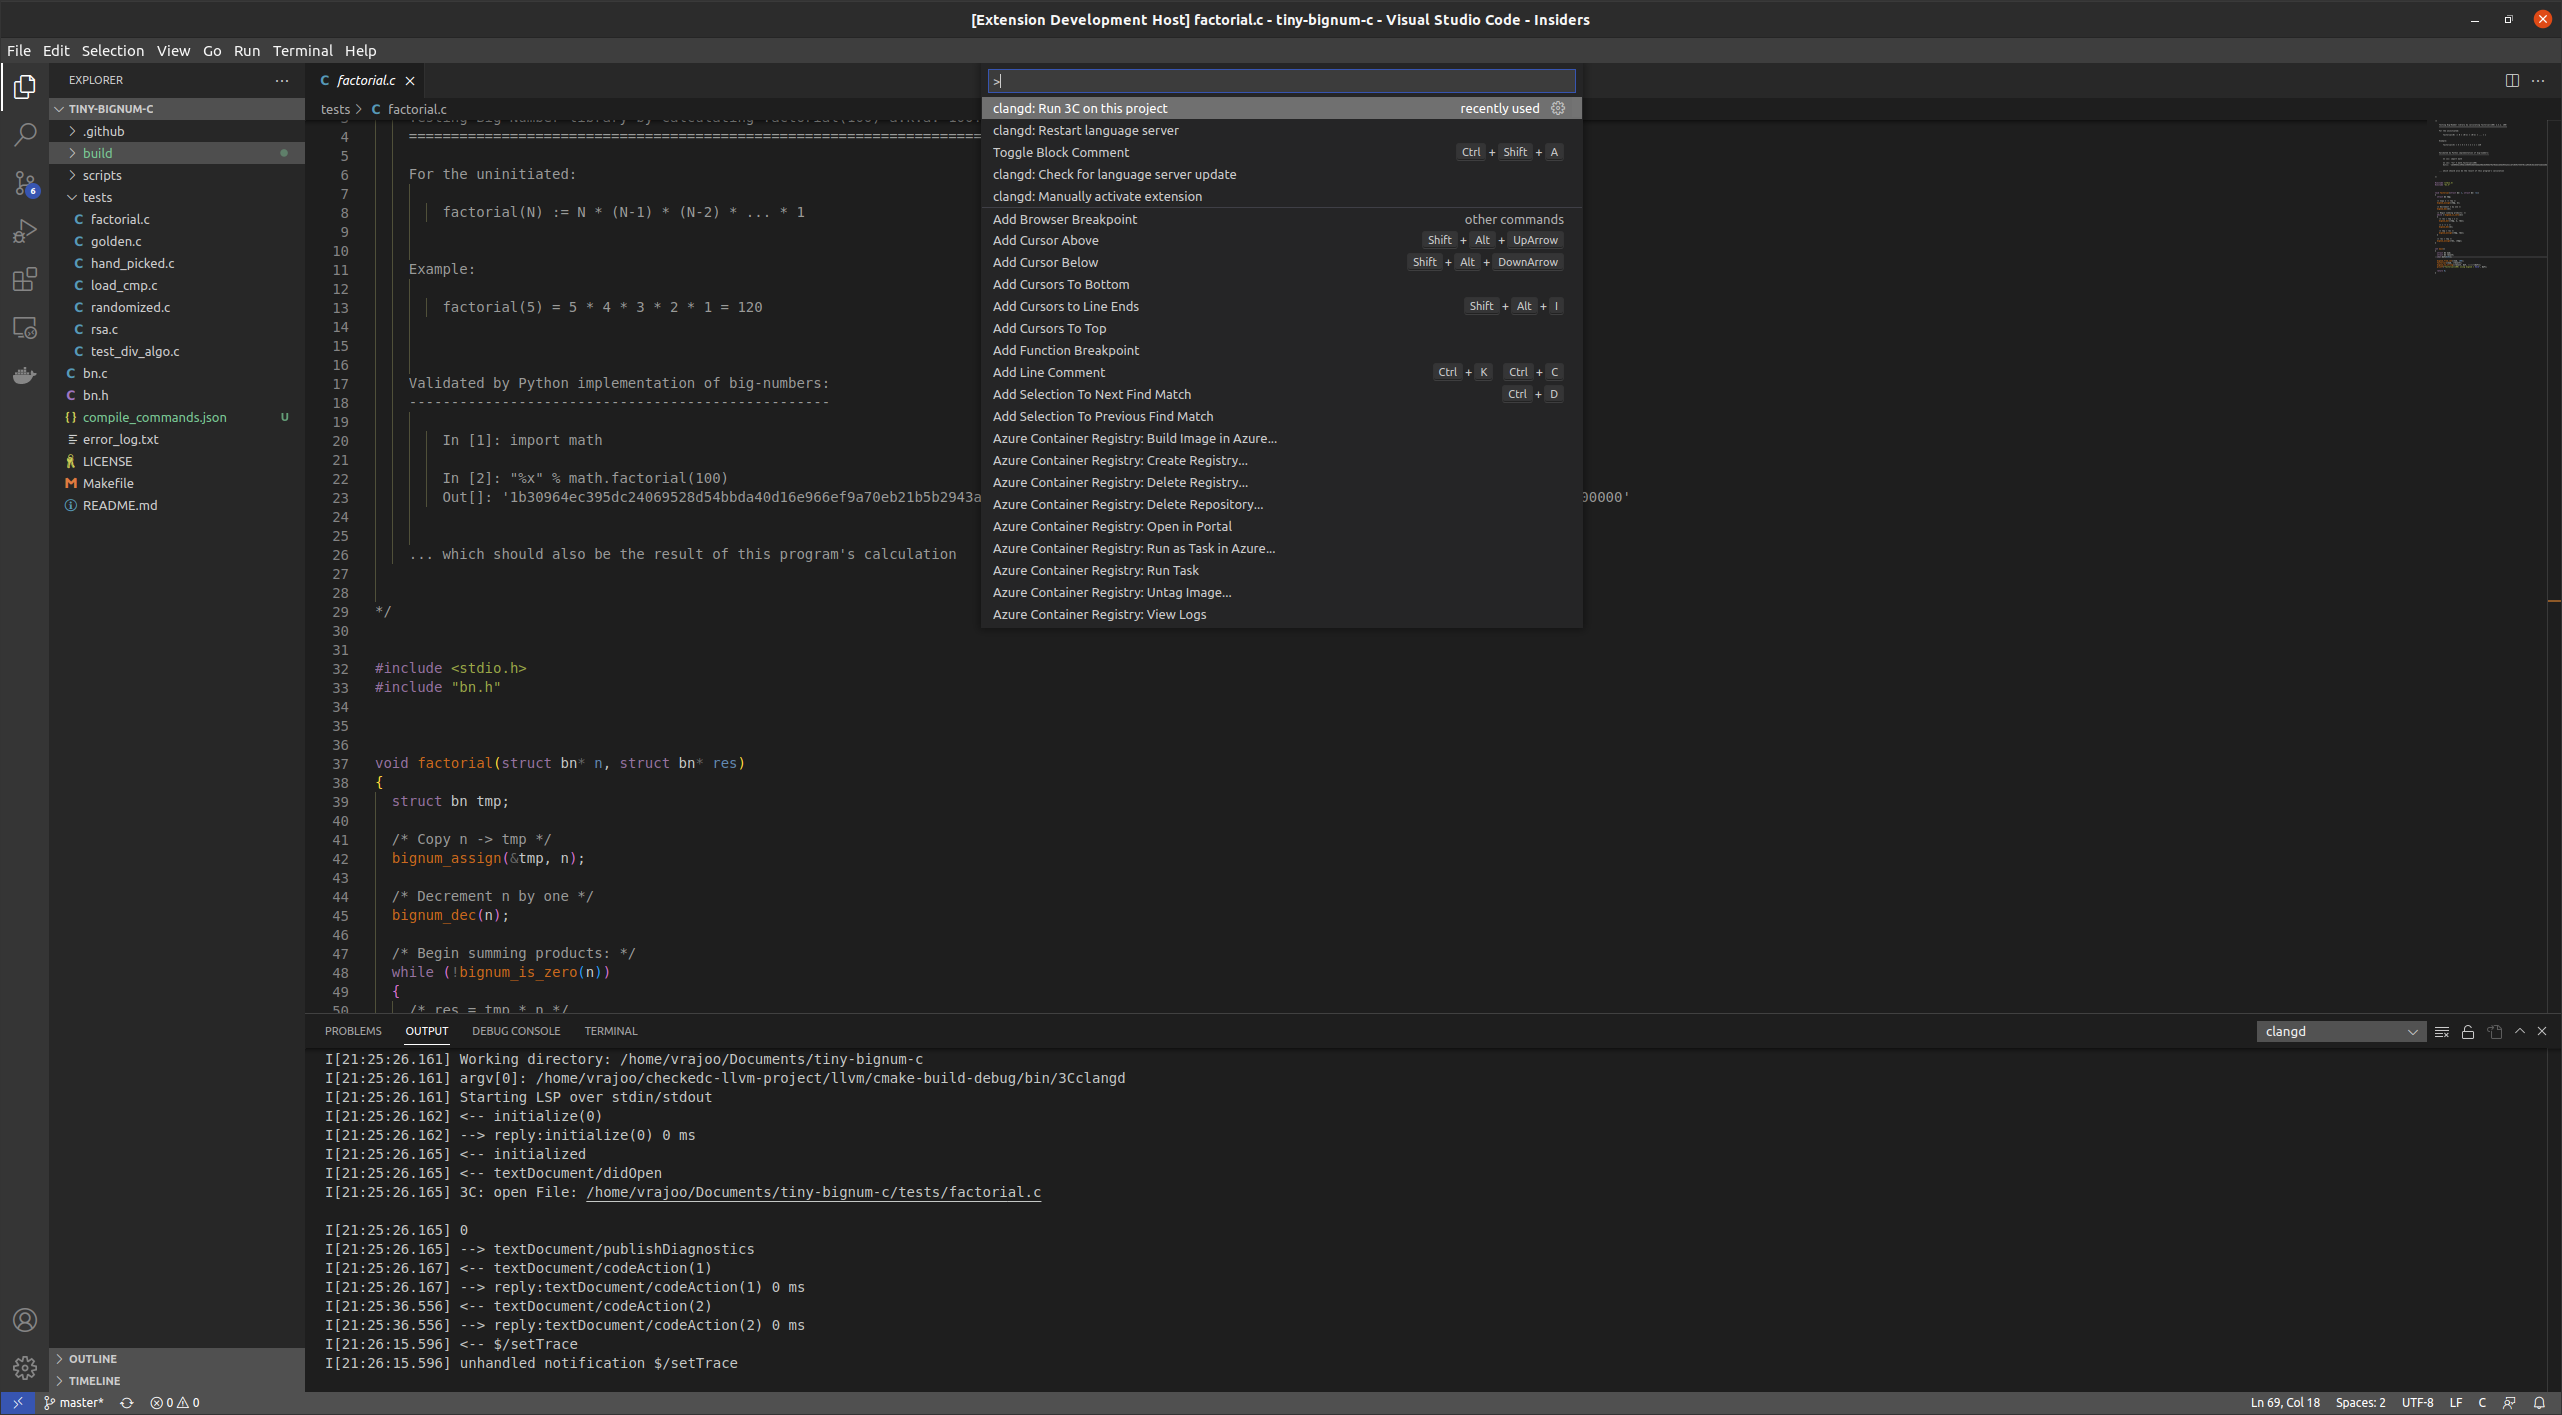 [Extension Development Host] factorial.c - tiny-bignum-c - Visual Studio Code - Insiders
File Edit Selection View Go Run Terminal Help
EXPLORER
TINY-BIGNUM-C
.github
build
scripts
tests
factorial.c
golden.c
hand_picked.c
load_cmp.c
randomized.c
rsa.c
test_div_algo.c
bn.c
bn.h
compile_commands.json U
error_log.txt
LICENSE
Makefile
README.md
OUTLINE
TIMELINE
6
factorial.c
tests > factorial.c
4 ====================================================================
5
6 For the uninitiated:
7
8 factorial(N) := N * (N-1) * (N-2) * ... * 1
9
10
11 Example:
12
13 factorial(5) = 5 * 4 * 3 * 2 * 1 = 120
14
15
16
17 Validated by Python implementation of big-numbers:
18 --------------------------------------------------
19
20 In [1]: import math
21
22 In [2]: "%x" % math.factorial(100)
23 Out[]: '1b30964ec395dc24069528d54bbda40d16e966ef9a70eb21b5b2943a 00000'
24
25
26 ... which should also be the result of this program's calculation
27
28
29 */
30
31
32 #include <stdio.h>
33 #include "bn.h"
34
35
36
37 void factorial(struct bn* n, struct bn* res)
38 {
39 struct bn tmp;
40
41 /* Copy n -> tmp */
42 bignum_assign(&tmp, n);
43
44 /* Decrement n by one */
45 bignum_dec(n);
46
47 /* Begin summing products: */
48 while (!bignum_is_zero(n))
49 {
50 /* res = tmp * n */
>
clangd: Run 3C on this project recently used
clangd: Restart language server
Toggle Block Comment Ctrl + Shift + A
clangd: Check for language server update
clangd: Manually activate extension
Add Browser Breakpoint other commands
Add Cursor Above Shift + Alt + UpArrow
Add Cursor Below Shift + Alt + DownArrow
Add Cursors To Bottom
Add Cursors to Line Ends Shift + Alt + I
Add Cursors To Top
Add Function Breakpoint
Add Line Comment Ctrl + K Ctrl + C
Add Selection To Next Find Match Ctrl + D
Add Selection To Previous Find Match
Azure Container Registry: Build Image in Azure...
Azure Container Registry: Create Registry...
Azure Container Registry: Delete Registry...
Azure Container Registry: Delete Repository...
Azure Container Registry: Open in Portal
Azure Container Registry: Run as Task in Azure...
Azure Container Registry: Run Task
Azure Container Registry: Untag Image...
Azure Container Registry: View Logs
PROBLEMS OUTPUT DEBUG CONSOLE TERMINAL clangd
I[21:25:26.161] Working directory: /home/vrajoo/Documents/tiny-bignum-c
I[21:25:26.161] argv[0]: /home/vrajoo/checkedc-llvm-project/llvm/cmake-build-debug/bin/3Cclangd
I[21:25:26.161] Starting LSP over stdin/stdout
I[21:25:26.162] <-- initialize(0)
I[21:25:26.162] --> reply:initialize(0) 0 ms
I[21:25:26.165] <-- initialized
I[21:25:26.165] <-- textDocument/didOpen
I[21:25:26.165] 3C: open File: /home/vrajoo/Documents/tiny-bignum-c/tests/factorial.c
I[21:25:26.165] 0
I[21:25:26.165] --> textDocument/publishDiagnostics
I[21:25:26.167] <-- textDocument/codeAction(1)
I[21:25:26.167] --> reply:textDocument/codeAction(1) 0 ms
I[21:25:36.556] <-- textDocument/codeAction(2)
I[21:25:36.556] --> reply:textDocument/codeAction(2) 0 ms
I[21:26:15.596] <-- $/setTrace
I[21:26:15.596] unhandled notification $/setTrace
master* 0 0 Ln 69, Col 18 Spaces: 2 UTF-8 LF C